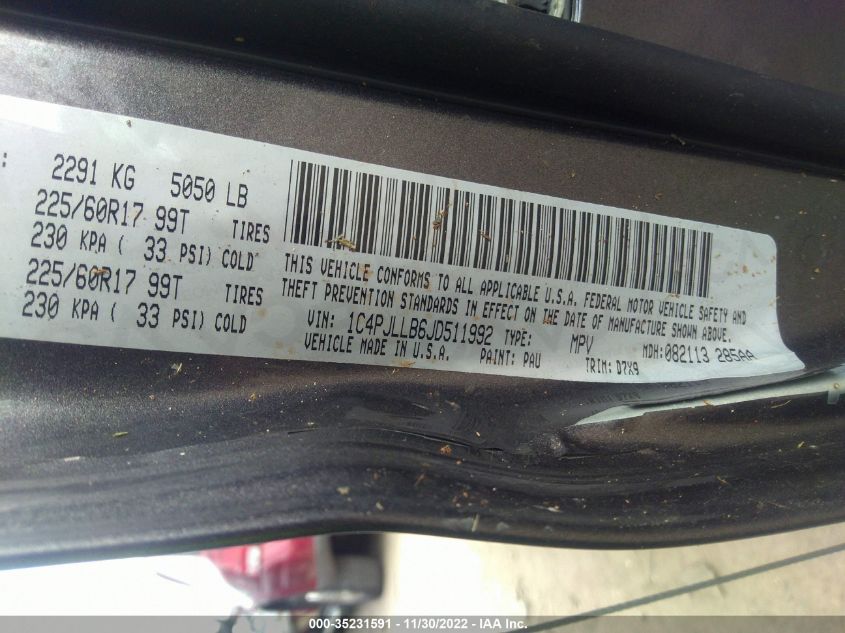 :
2291 KG 5050 LB
225/60R17 99T TIRES
230 KPA ( 33 PSI) COLD
225/60R17 99T TIRES
230 KPA ( 33 PSI) COLD
THIS VEHICLE CONFORMS TO ALL APPLICABLE U.S.A. FEDERAL MOTOR VEHICLE SAFETY AND
THEFT PREVENTION STANDARDS IN EFFECT ON THE DATE OF MANUFACTURE SHOWN ABOVE.
VIN: 1C4PJLLB6JD511992 TYPE: MPV MDH:082113 285AA
VEHICLE MADE IN U.S.A. PAINT: PAU TRIM: D7X9
000-35231591 - 11/30/2022 - IAA Inc.